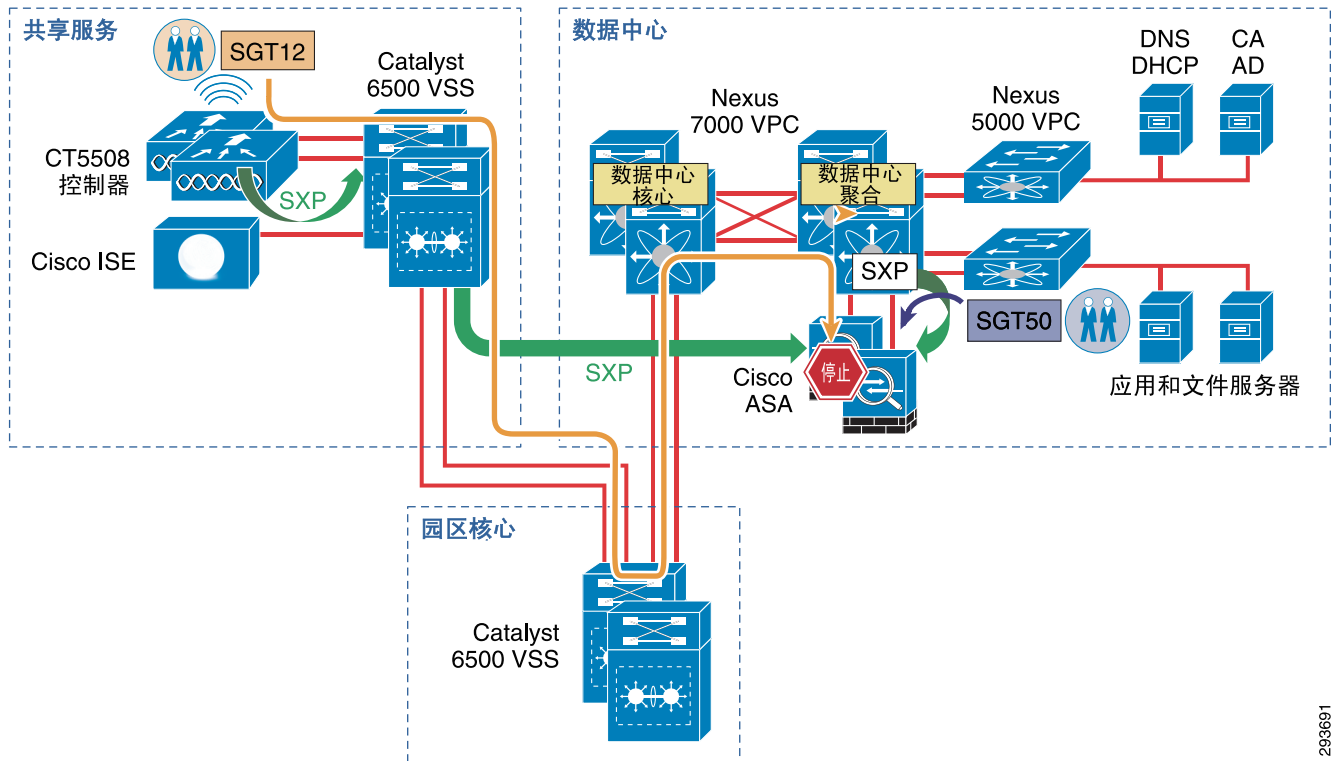 共享服务
SGT12
Catalyst
6500 VSS
CT5508
控制器
SXP
Cisco ISE
SXP
数据中心
DNS
DHCP
CA
AD
Nexus
7000 VPC
Nexus
5000 VPC
数据中心
核心
数据中心
聚合
SXP
SGT50
停止
Cisco
ASA
应用和文件服务器
园区核心
Catalyst
6500 VSS
293691